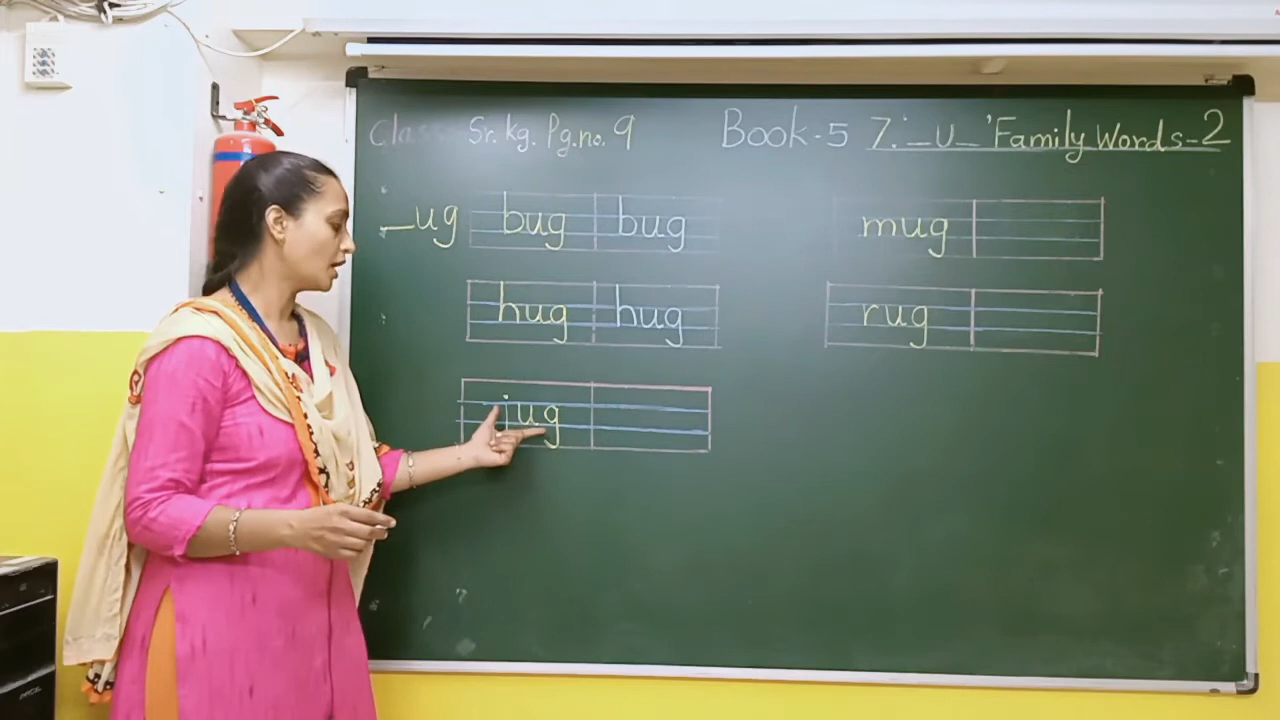 Class Sr. kg. Pg. no. 9
Book-5 7. '_u_' Family Words-2
_ug bug bug
hug hug
jug
mug
rug